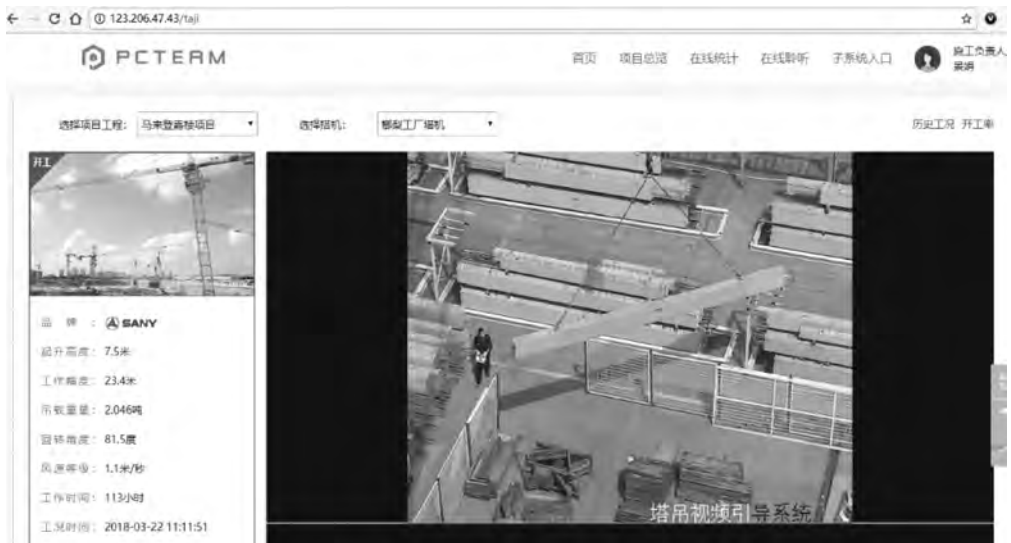 123.206.47.43/taji
PCTEAM
首页 项目总览 在线统计 在线聆听 子系统入口
施工负责人
选择项目工程: 马来登嘉楼项目
选择塔机: 榔梨工厂塔机
历史工况 开工率
开工
品 牌 : SANY
起升高度: 7.5米
工作幅度: 23.4米
吊载重量: 2.046吨
回转角度: 81.5度
风速等级: 1.1米/秒
工作时间: 113小时
工况时间: 2018-03-22 11:11:51
塔吊视频引导系统